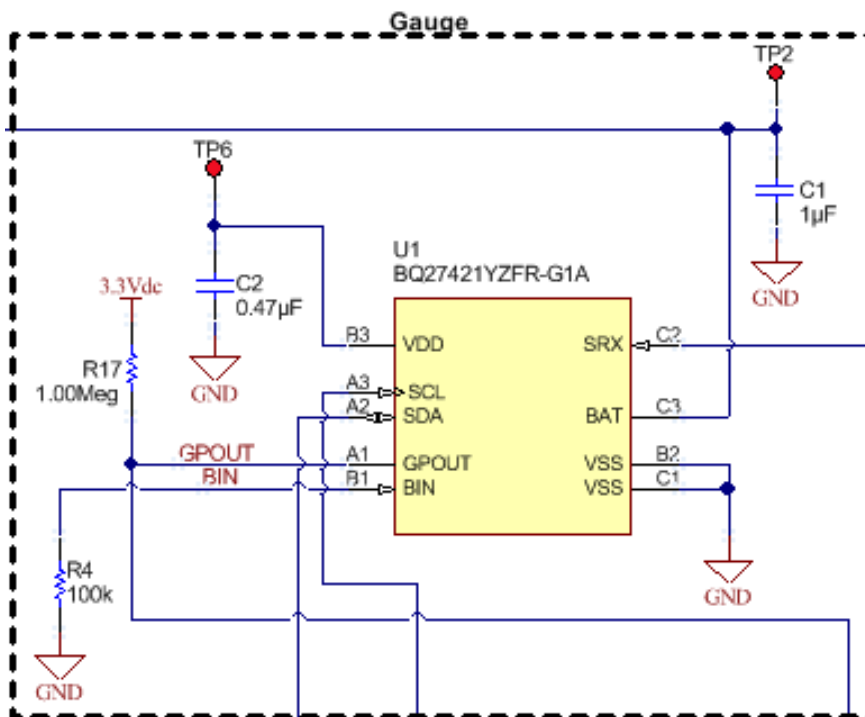 Gauge
TP2
TP6
C1
1µF
U1
BQ27421YZFR-G1A
C2
0.47µF
3.3Vdc
GND
B3
VDD
SRX
C2
R17
1.00Meg
GND
A3
SCL
A2
SDA
BAT
C3
GPOUT
A1
GPOUT
VSS
B2
BIN
B1
BIN
VSS
C1
R4
100k
GND
GND